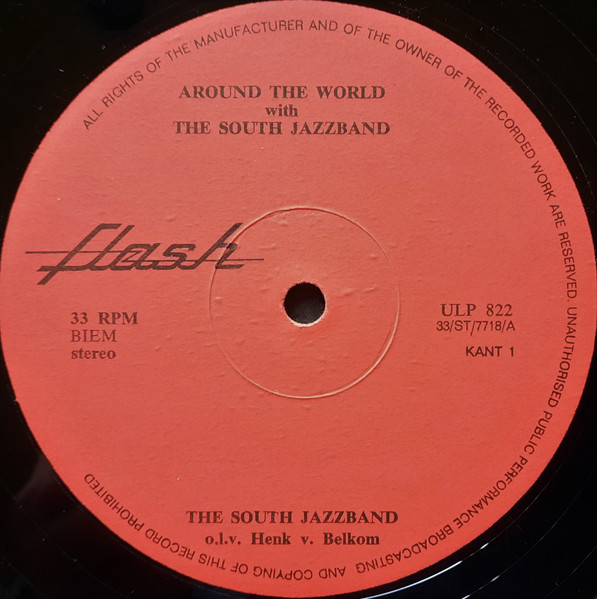 ALL RIGHTS OF THE MANUFACTURER AND OF THE OWNER OF THE RECORDED WORK ARE RESERVED. UNAUTHORISED PUBLIC PERFORMANCE BROADCASTING AND COPYING OF THIS RECORD PROHIBITED
AROUND THE WORLD
with
THE SOUTH JAZZBAND
flash
33 RPM
BIEM
stereo
ULP 822
33/ST/7718/A
KANT 1
THE SOUTH JAZZBAND
o.l.v. Henk v. Belkom